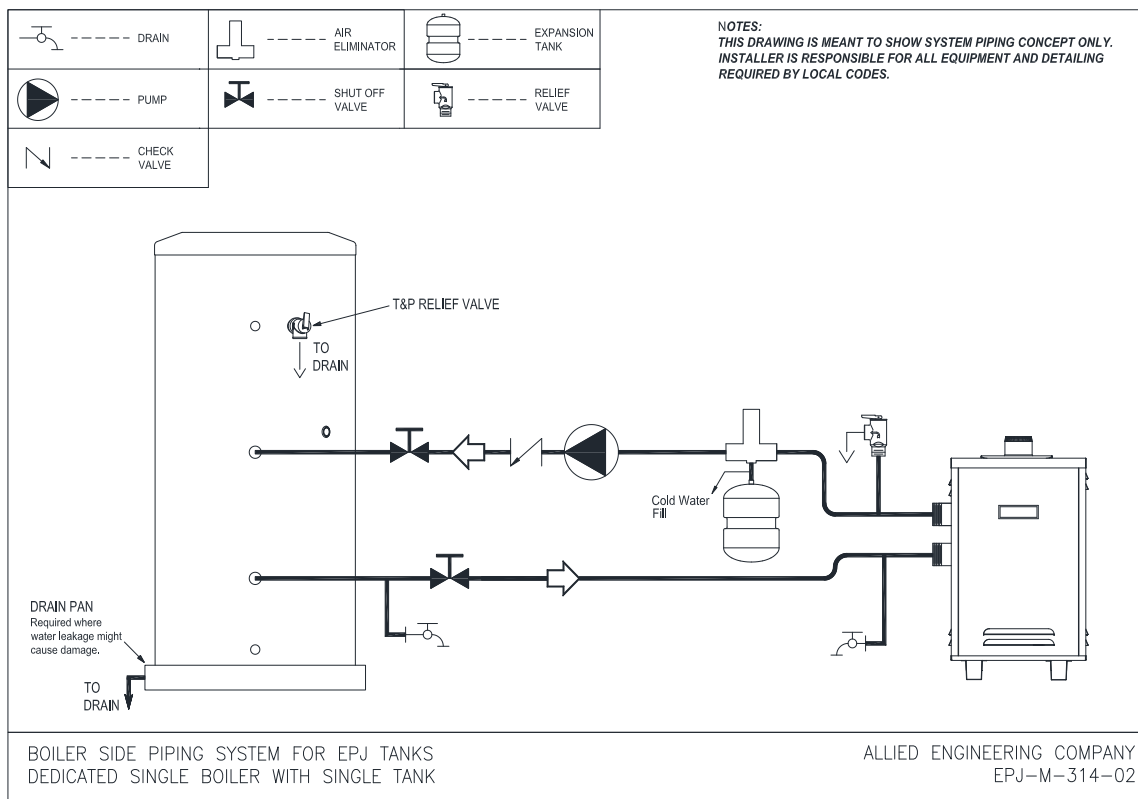 DRAIN
AIR
ELIMINATOR
EXPANSION
TANK
PUMP
SHUT OFF
VALVE
RELIEF
VALVE
CHECK
VALVE
NOTES:
THIS DRAWING IS MEANT TO SHOW SYSTEM PIPING CONCEPT ONLY.
INSTALLER IS RESPONSIBLE FOR ALL EQUIPMENT AND DETAILING
REQUIRED BY LOCAL CODES.
T&P RELIEF VALVE
TO
DRAIN
Cold Water
Fill
DRAIN PAN
Required where
water leakage might
cause damage.
TO
DRAIN
BOILER SIDE PIPING SYSTEM FOR EPJ TANKS
DEDICATED SINGLE BOILER WITH SINGLE TANK
ALLIED ENGINEERING COMPANY
EPJ-M-314-02